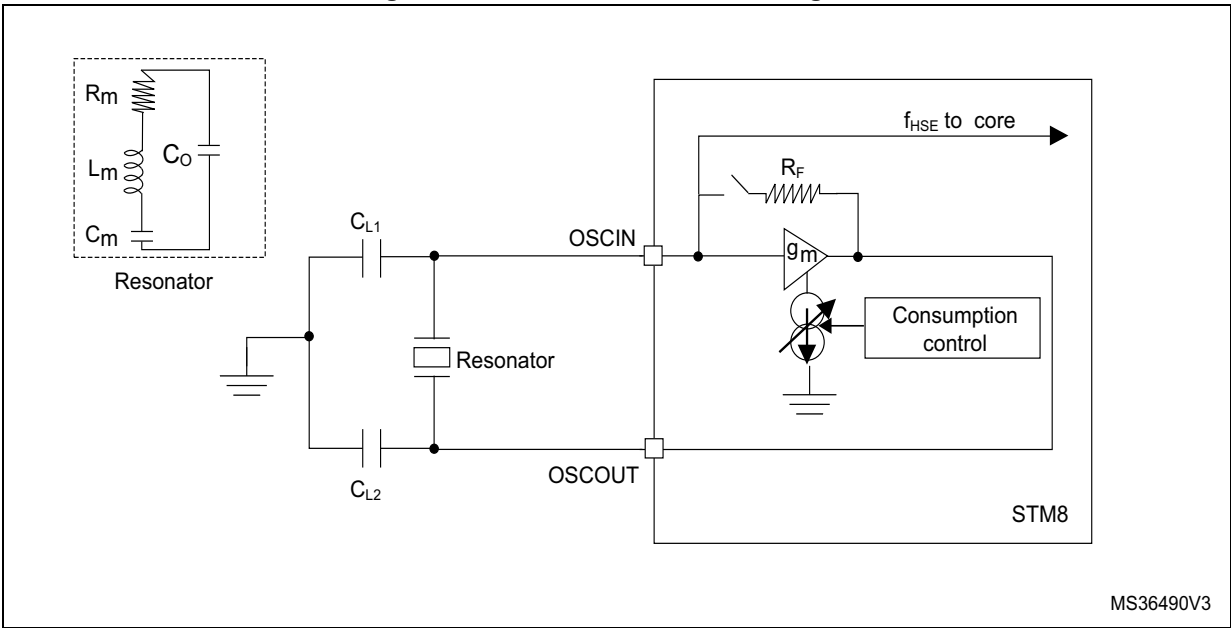 Rm
Lm
CO
Cm
Resonator
CL1
CL2
Resonator
OSCIN
OSCOUT
fHSE to core
RF
gm
Consumption
control
STM8
MS36490V3